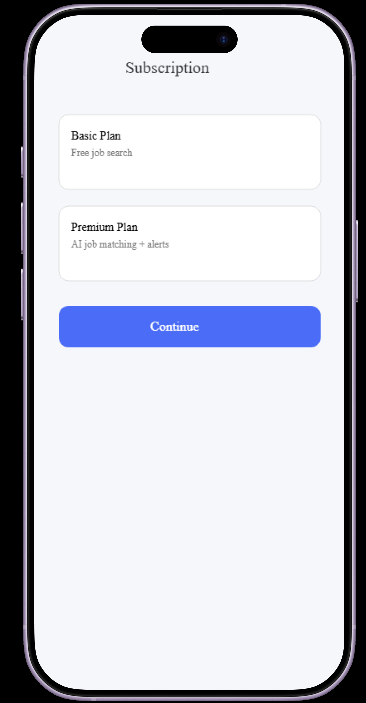 Subscription
Basic Plan
Free job search
Premium Plan
AI job matching + alerts
Continue